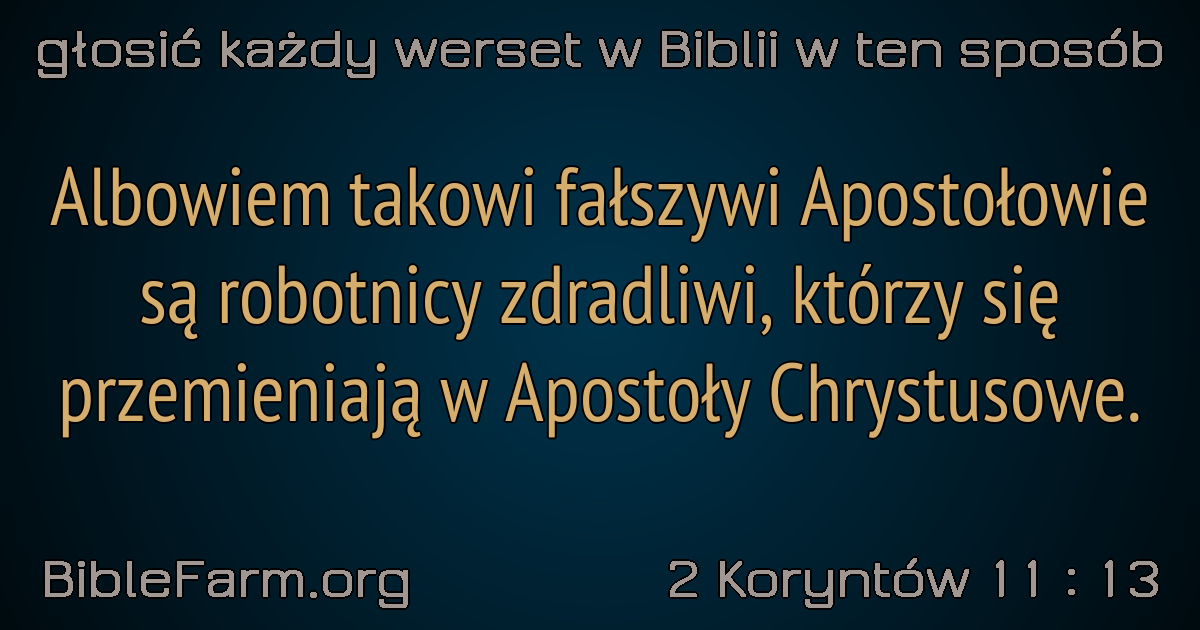 głosić każdy werset w Biblii w ten sposób
Albowiem takowi fałszywi Apostołowie
są robotnicy zdradliwi, którzy się
przemieniają w Apostoły Chrystusowe.
BibleFarm.org
2 Koryntów 11 : 13